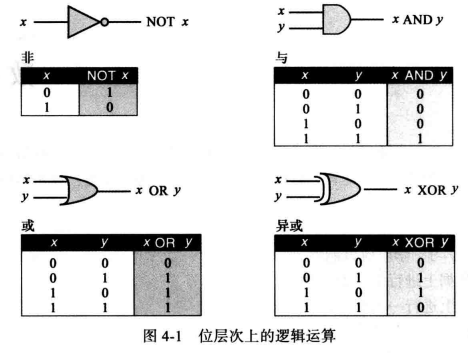 x NOT x
x
y x AND y
非
x NOT x
0 1
1 0
与
x y x AND y
0 0 0
0 1 0
1 0 0
1 1 1
x
y x OR y
x
y x XOR y
或
x y x OR y
0 0 0
0 1 1
1 0 1
1 1 1
异或
x y x XOR y
0 0 0
0 1 1
1 0 1
1 1 0
图 4-1 位层次上的逻辑运算